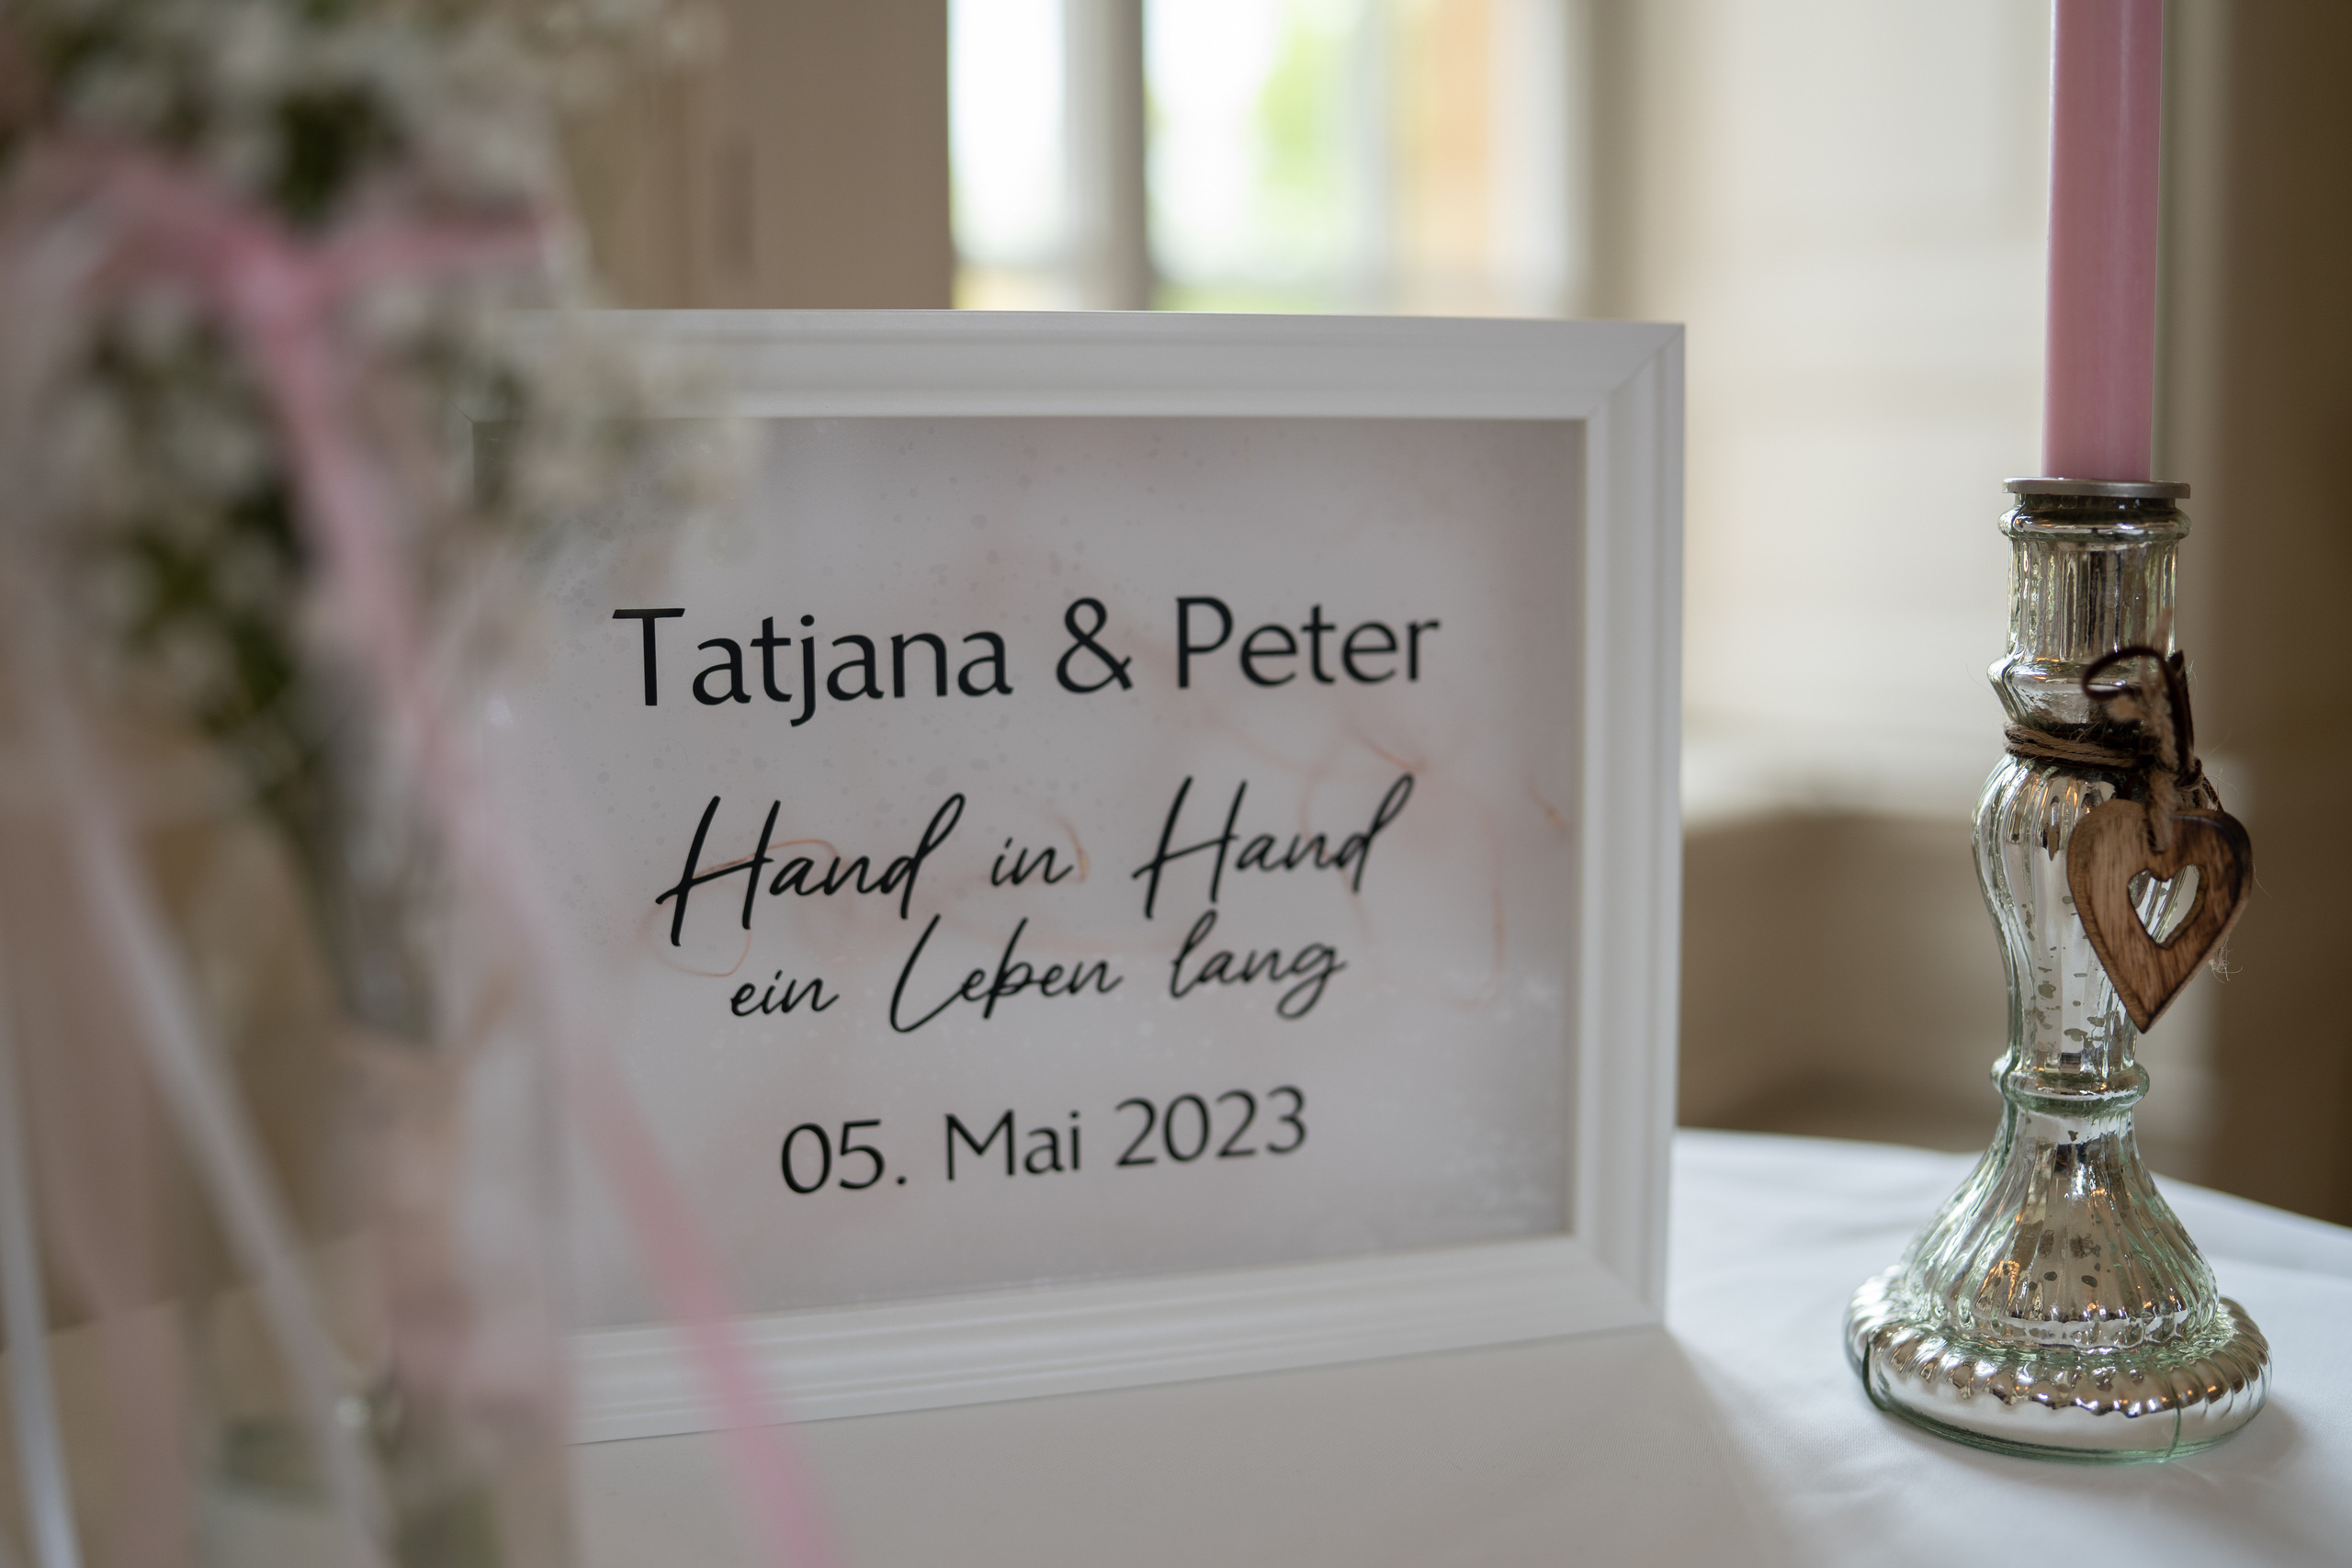 Tatjana & Peter
Hand in Hand
ein Leben lang
05. Mai 2023